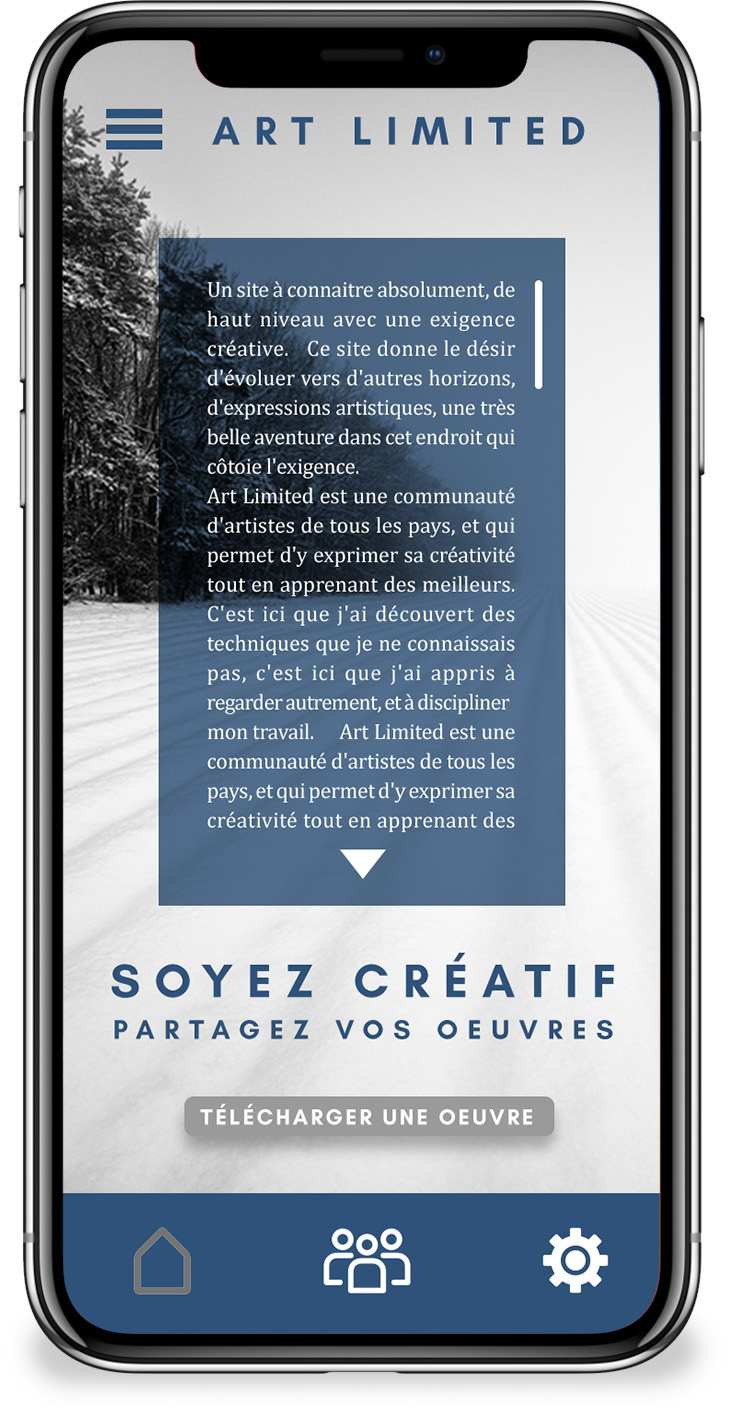 ART LIMITED
Un site à connaitre absolument, de
haut niveau avec une exigence
créative. Ce site donne le désir
d'évoluer vers d'autres horizons,
d'expressions artistiques, une très
belle aventure dans cet endroit qui
côtoie l'exigence.
Art Limited est une communauté
d'artistes de tous les pays, et qui
permet d'y exprimer sa créativité
tout en apprenant des meilleurs.
C'est ici que j'ai découvert des
techniques que je ne connaissais
pas, c'est ici que j'ai appris à
regarder autrement, et à discipliner
mon travail. Art Limited est une
communauté d'artistes de tous les
pays, et qui permet d'y exprimer sa
créativité tout en apprenant des
SOYEZ CRÉATIF
PARTAGEZ VOS OEUVRES
TÉLÉCHARGER UNE OEUVRE